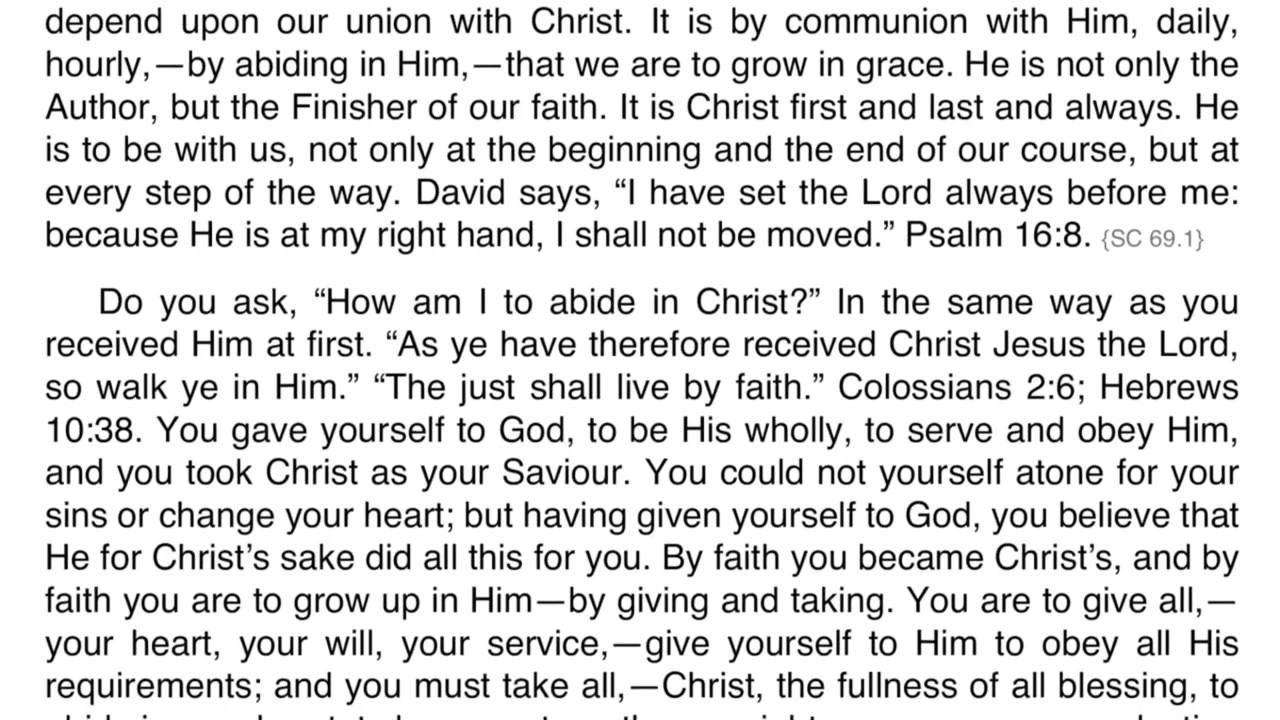 depend upon our union with Christ. It is by communion with Him, daily,
hourly,—by abiding in Him,—that we are to grow in grace. He is not only the
Author, but the Finisher of our faith. It is Christ first and last and always. He
is to be with us, not only at the beginning and the end of our course, but at
every step of the way. David says, “I have set the Lord always before me:
because He is at my right hand, I shall not be moved.” Psalm 16:8. {SC 69.1}
Do you ask, “How am I to abide in Christ?” In the same way as you
received Him at first. “As ye have therefore received Christ Jesus the Lord,
so walk ye in Him.” “The just shall live by faith.” Colossians 2:6; Hebrews
10:38. You gave yourself to God, to be His wholly, to serve and obey Him,
and you took Christ as your Saviour. You could not yourself atone for your
sins or change your heart; but having given yourself to God, you believe that
He for Christ’s sake did all this for you. By faith you became Christ’s, and by
faith you are to grow up in Him—by giving and taking. You are to give all,—
your heart, your will, your service,—give yourself to Him to obey all His
requirements; and you must take all,—Christ, the fullness of all blessing, to